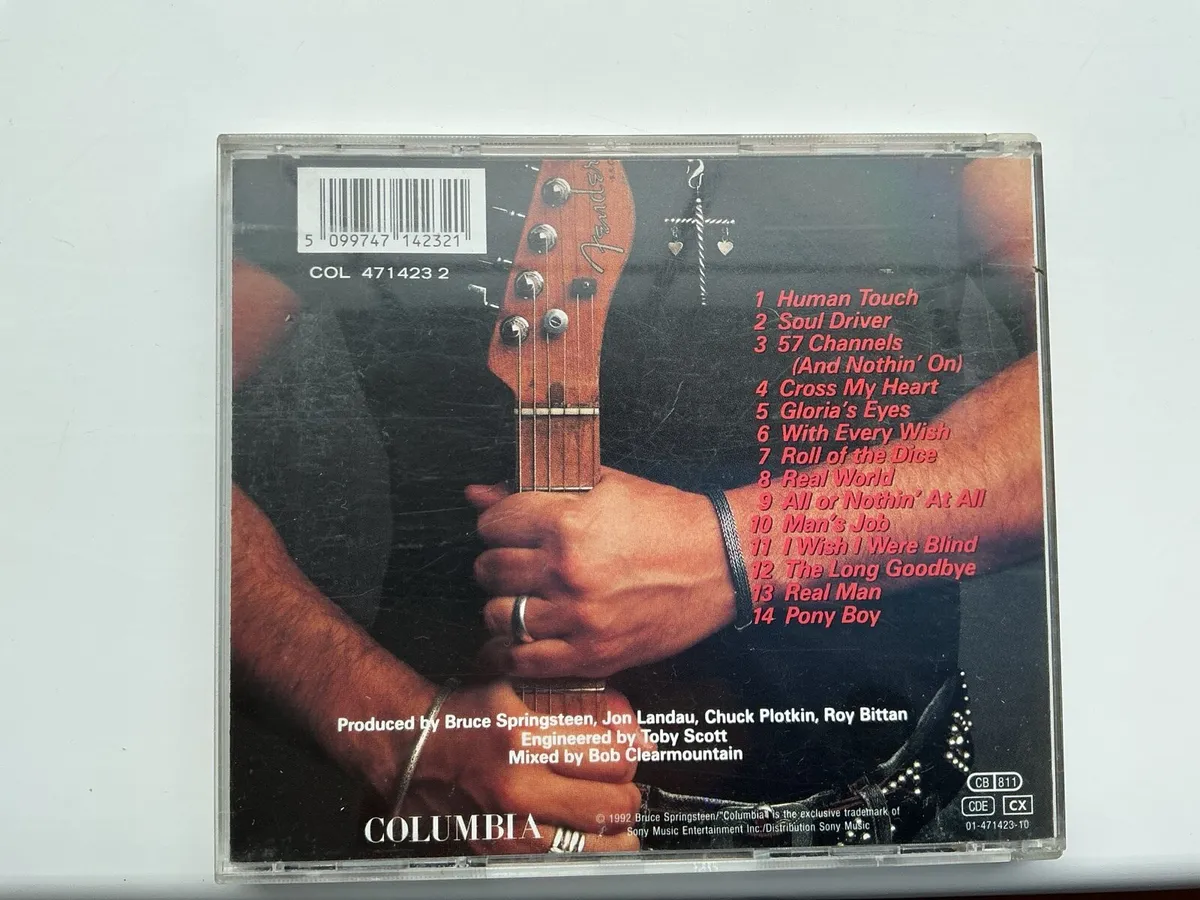 5 099747 142321
COL 471423 2
Fender
1 Human Touch
2 Soul Driver
3 57 Channels
(And Nothin' On)
4 Cross My Heart
5 Gloria's Eyes
6 With Every Wish
7 Roll of the Dice
8 Real World
9 All or Nothin' At All
10 Man's Job
11 I Wish I Were Blind
12 The Long Goodbye
13 Real Man
14 Pony Boy
Produced by Bruce Springsteen, Jon Landau, Chuck Plotkin, Roy Bittan
Engineered by Toby Scott
Mixed by Bob Clearmountain
COLUMBIA
© 1992 Bruce Springsteen/"Columbia" is the exclusive trademark of
Sony Music Entertainment Inc./Distribution Sony Music
CB 811
CDE CX
01-471423-10